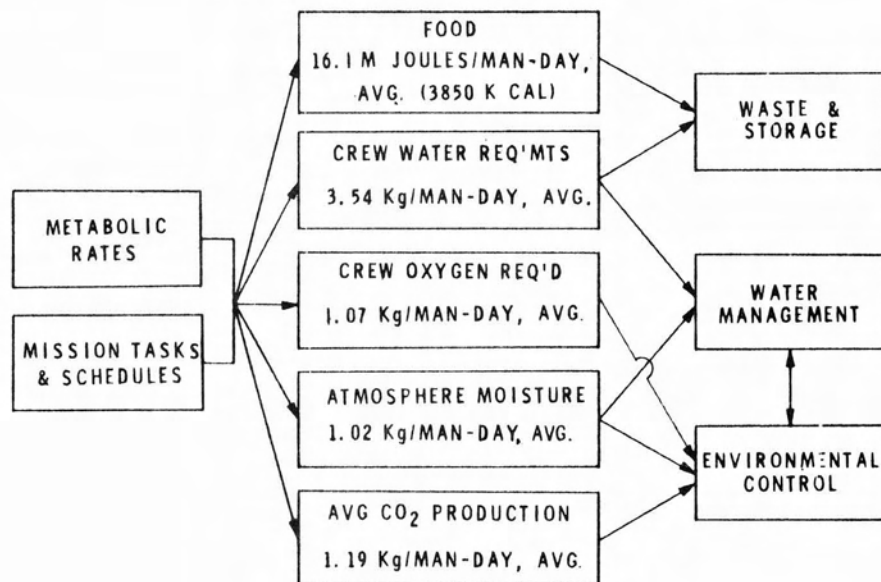 METABOLIC
RATES
MISSION TASKS
& SCHEDULES
FOOD
16.1 M JOULES/MAN-DAY,
AVG. (3850 K CAL)
CREW WATER REQ'MTS
3.54 Kg/MAN-DAY, AVG.
CREW OXYGEN REQ'D
1.07 Kg/MAN-DAY, AVG.
ATMOSPHERE MOISTURE
1.02 Kg/MAN-DAY, AVG.
AVG CO₂ PRODUCTION
1.19 Kg/MAN-DAY, AVG.
WASTE &
STORAGE
WATER
MANAGEMENT
ENVIRONMENTAL
CONTROL